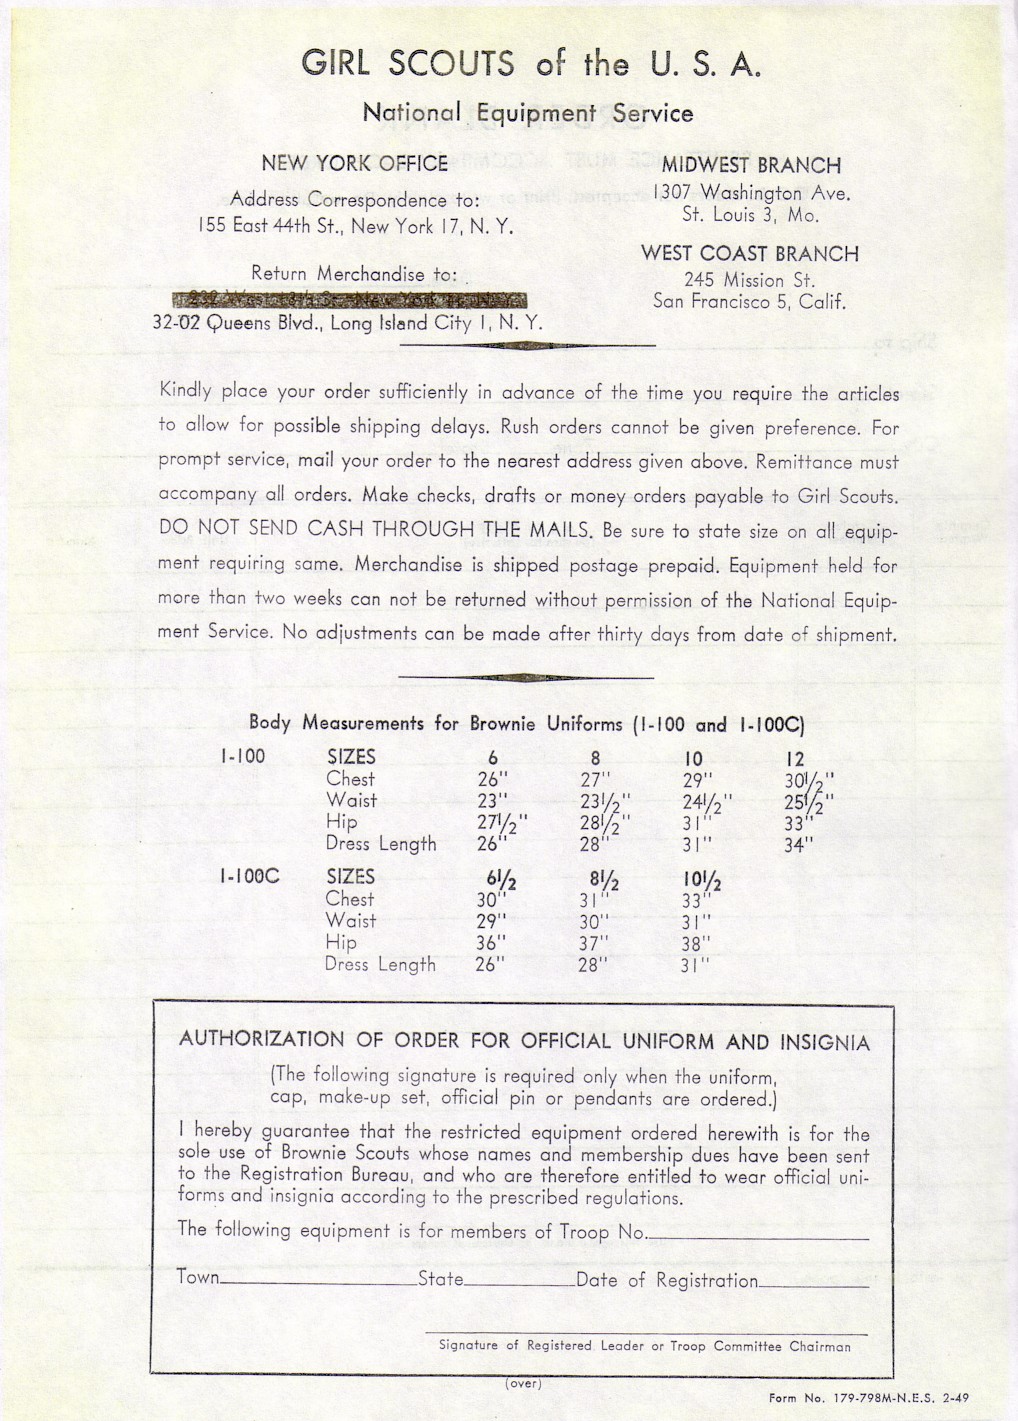 GIRL SCOUTS of the U. S. A.
National Equipment Service
NEW YORK OFFICE
Address Correspondence to:
155 East 44th St., New York 17, N. Y.
Return Merchandise to:
32-02 Queens Blvd., Long Island City 1, N. Y.
MIDWEST BRANCH
1307 Washington Ave.
St. Louis 3, Mo.
WEST COAST BRANCH
245 Mission St.
San Francisco 5, Calif.
Kindly place your order sufficiently in advance of the time you require the articles
to allow for possible shipping delays. Rush orders cannot be given preference. For
prompt service, mail your order to the nearest address given above. Remittance must
accompany all orders. Make checks, drafts or money orders payable to Girl Scouts.
DO NOT SEND CASH THROUGH THE MAILS. Be sure to state size on all equip-
ment requiring same. Merchandise is shipped postage prepaid. Equipment held for
more than two weeks can not be returned without permission of the National Equip-
ment Service. No adjustments can be made after thirty days from date of shipment.
Body Measurements for Brownie Uniforms (1-100 and 1-100C)
1-100 SIZES 6 8 10 12
Chest 26" 27" 29" 30½"
Waist 23" 23½" 24½" 25½"
Hip 27½" 28½" 31" 33"
Dress Length 26" 28" 31" 34"
1-100C SIZES 6½ 8½ 10½
Chest 30" 31" 33"
Waist 29" 30" 31"
Hip 36" 37" 38"
Dress Length 26" 28" 31"
AUTHORIZATION OF ORDER FOR OFFICIAL UNIFORM AND INSIGNIA
(The following signature is required only when the uniform,
cap, make-up set, official pin or pendants are ordered.)
I hereby guarantee that the restricted equipment ordered herewith is for the
sole use of Brownie Scouts whose names and membership dues have been sent
to the Registration Bureau, and who are therefore entitled to wear official uni-
forms and insignia according to the prescribed regulations.
The following equipment is for members of Troop No.
Town State Date of Registration
Signature of Registered Leader or Troop Committee Chairman
(over)
Form No. 179-798M-N.E.S. 2-49